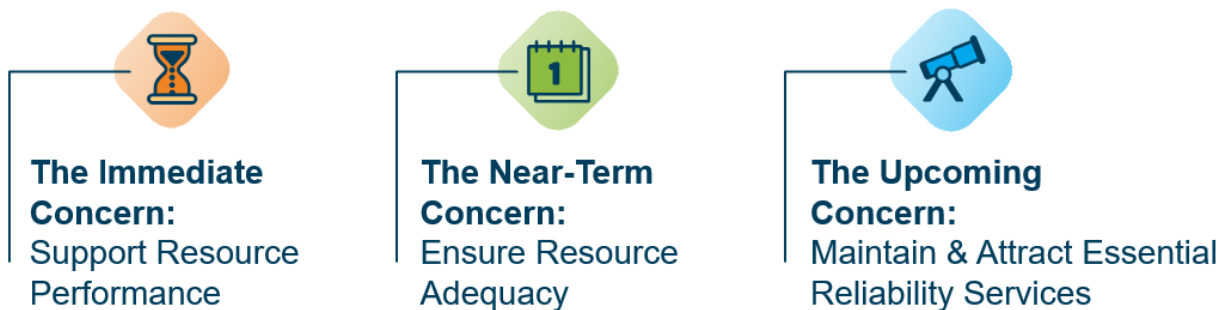 1
The Immediate
Concern:
Support Resource
Performance
The Near-Term
Concern:
Ensure Resource
Adequacy
The Upcoming
Concern:
Maintain & Attract Essential
Reliability Services